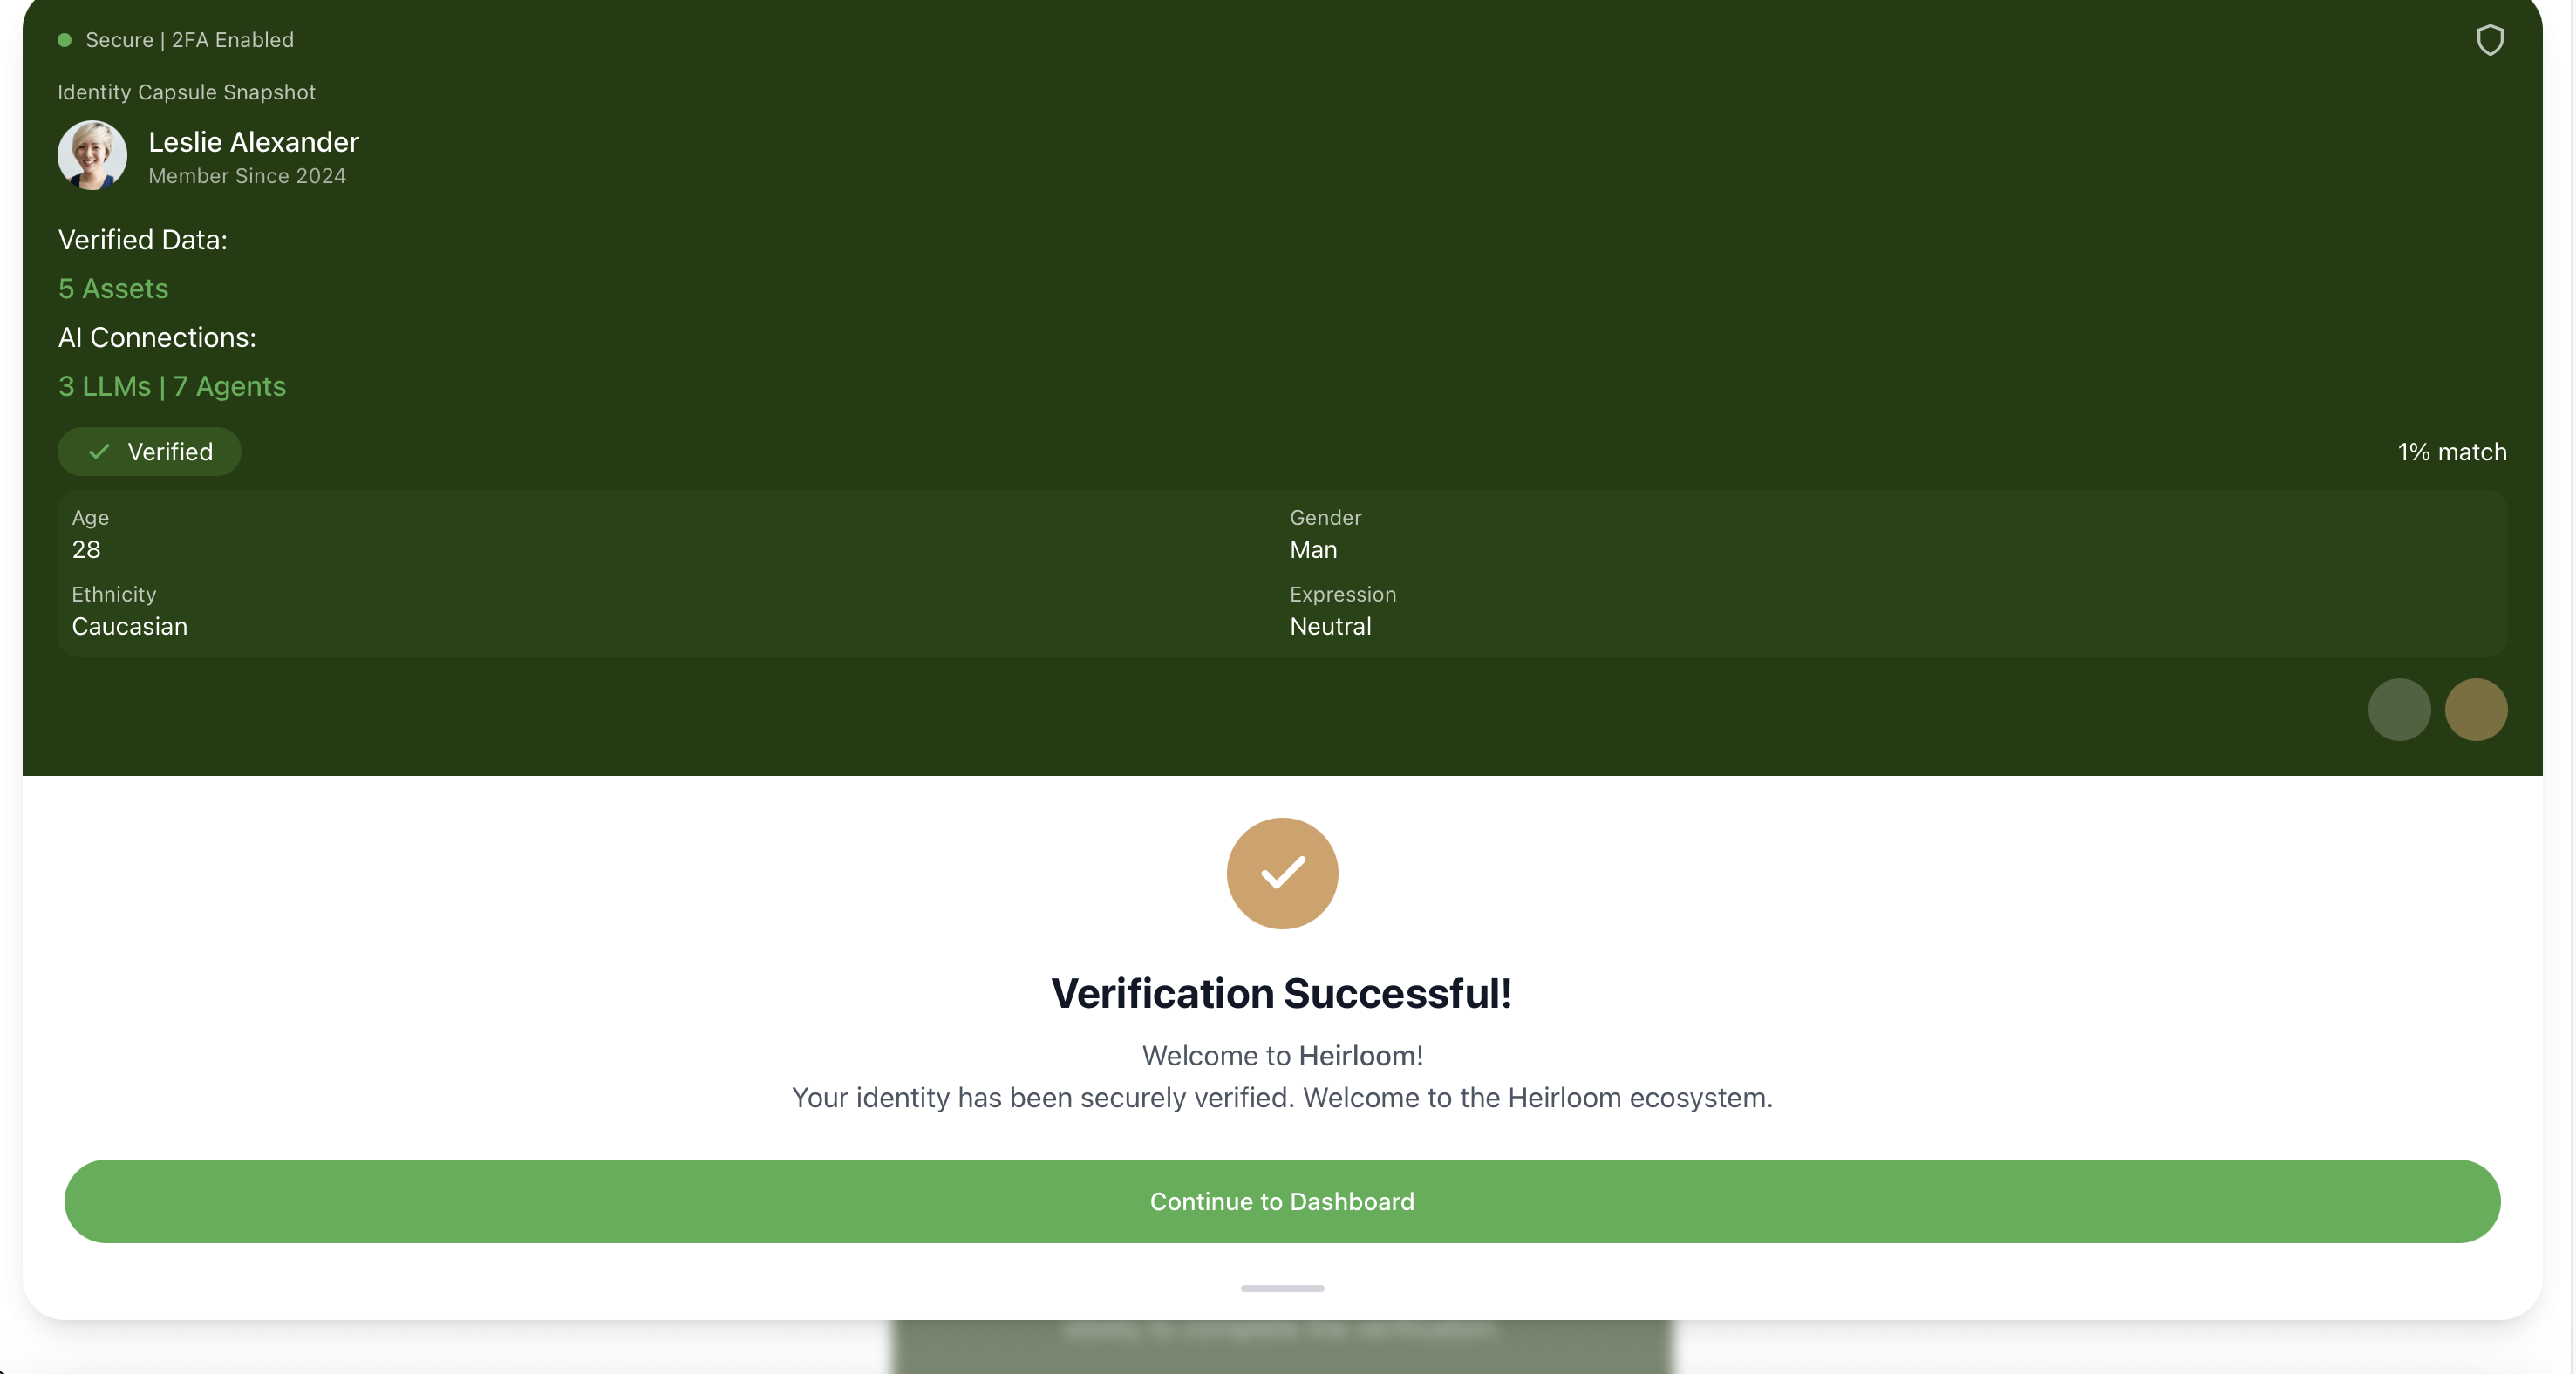 Secure | 2FA Enabled
Identity Capsule Snapshot
Leslie Alexander
Member Since 2024
Verified Data:
5 Assets
AI Connections:
3 LLMs | 7 Agents
Verified
1% match
Age
28
Gender
Man
Ethnicity
Caucasian
Expression
Neutral
Verification Successful!
Welcome to Heirloom!
Your identity has been securely verified. Welcome to the Heirloom ecosystem.
Continue to Dashboard